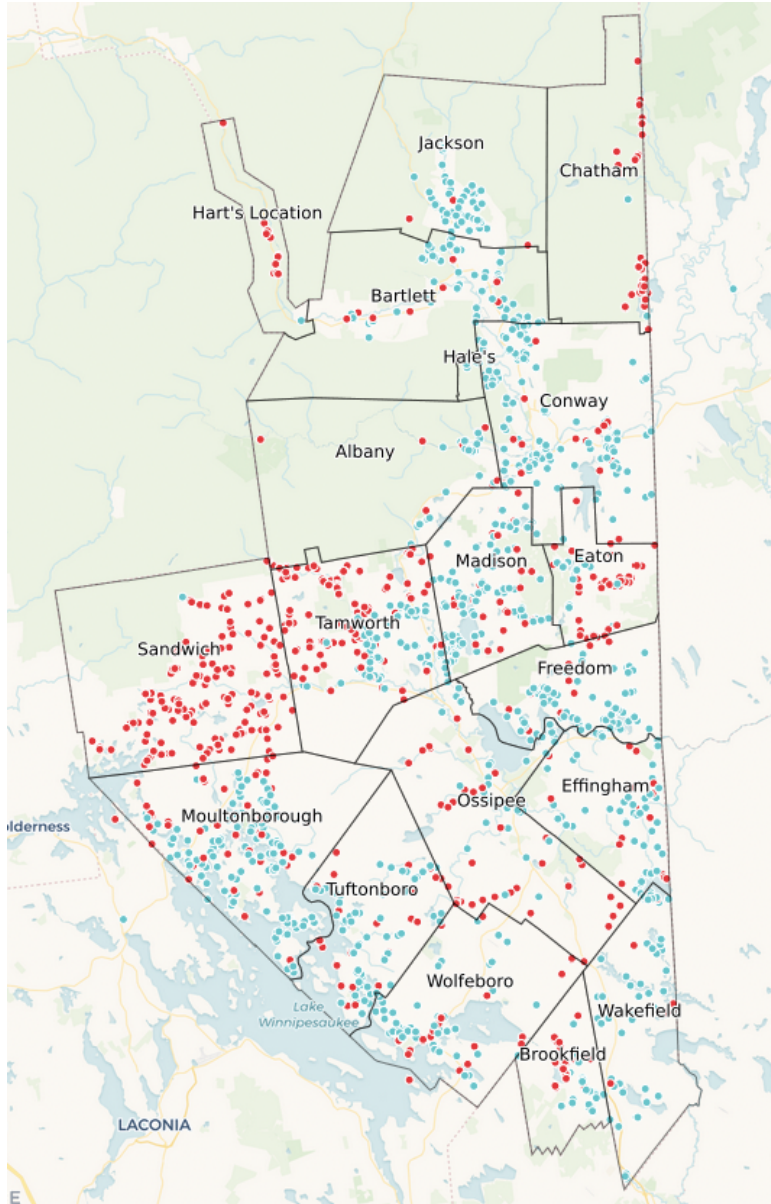 Jackson
Chatham
Hart's Location
Bartlett
Hale's
Conway
Albany
Madison
Eaton
Tamworth
Sandwich
Freedom
Effingham
Ossipee
Moultonborough
olderness
Tuftonboro
Wolfeboro
Lake
Winnipesaukee
Wakefield
Brookfield
LACONIA
E